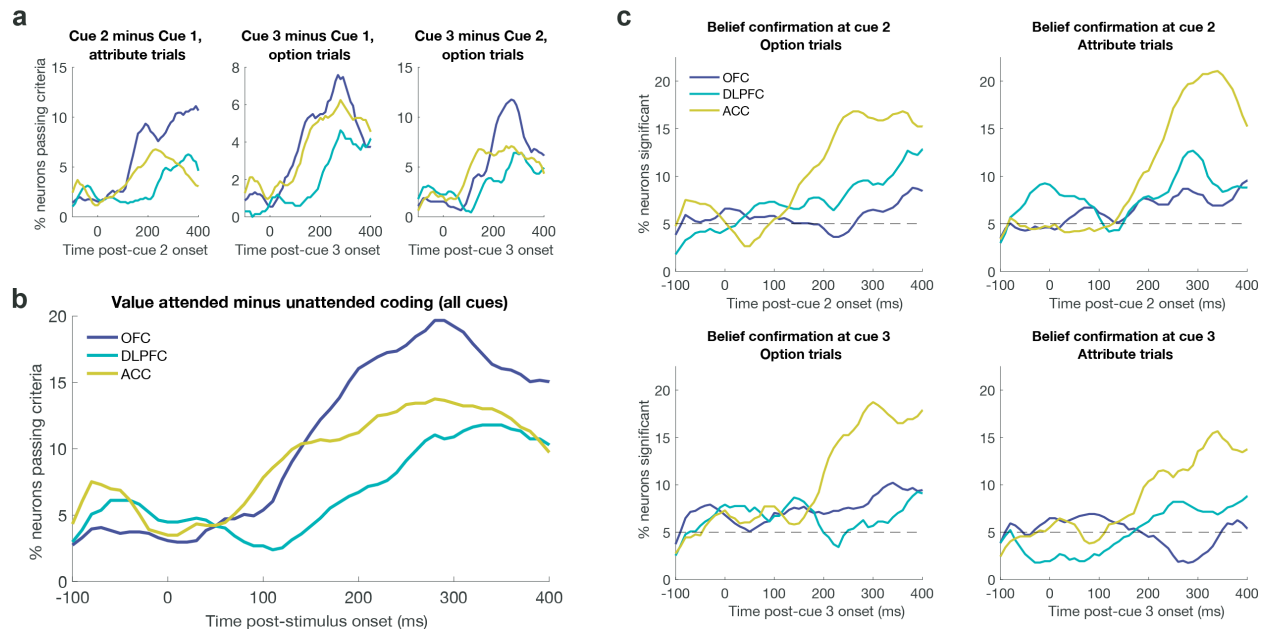 a
Cue 2 minus Cue 1,
attribute trials
Cue 3 minus Cue 1,
option trials
Cue 3 minus Cue 2,
option trials
% neurons passing criteria
15
10
5
0
0
200
400
Time post-cue 2 onset
8
6
4
2
0
0
200
400
Time post-cue 3 onset
15
10
5
0
0
200
400
Time post-cue 3 onset
b
Value attended minus unattended coding (all cues)
OFC
DLPFC
ACC
% neurons passing criteria
20
15
10
5
0
-100
0
100
200
300
400
Time post-stimulus onset (ms)
c
Belief confirmation at cue 2
Option trials
OFC
DLPFC
ACC
% neurons significant
20
15
10
5
0
-100
0
100
200
300
400
Time post-cue 2 onset (ms)
Belief confirmation at cue 2
Attribute trials
20
15
10
5
0
-100
0
100
200
300
400
Time post-cue 2 onset (ms)
Belief confirmation at cue 3
Option trials
% neurons significant
20
15
10
5
0
-100
0
100
200
300
400
Time post-cue 3 onset (ms)
Belief confirmation at cue 3
Attribute trials
20
15
10
5
0
-100
0
100
200
300
400
Time post-cue 3 onset (ms)